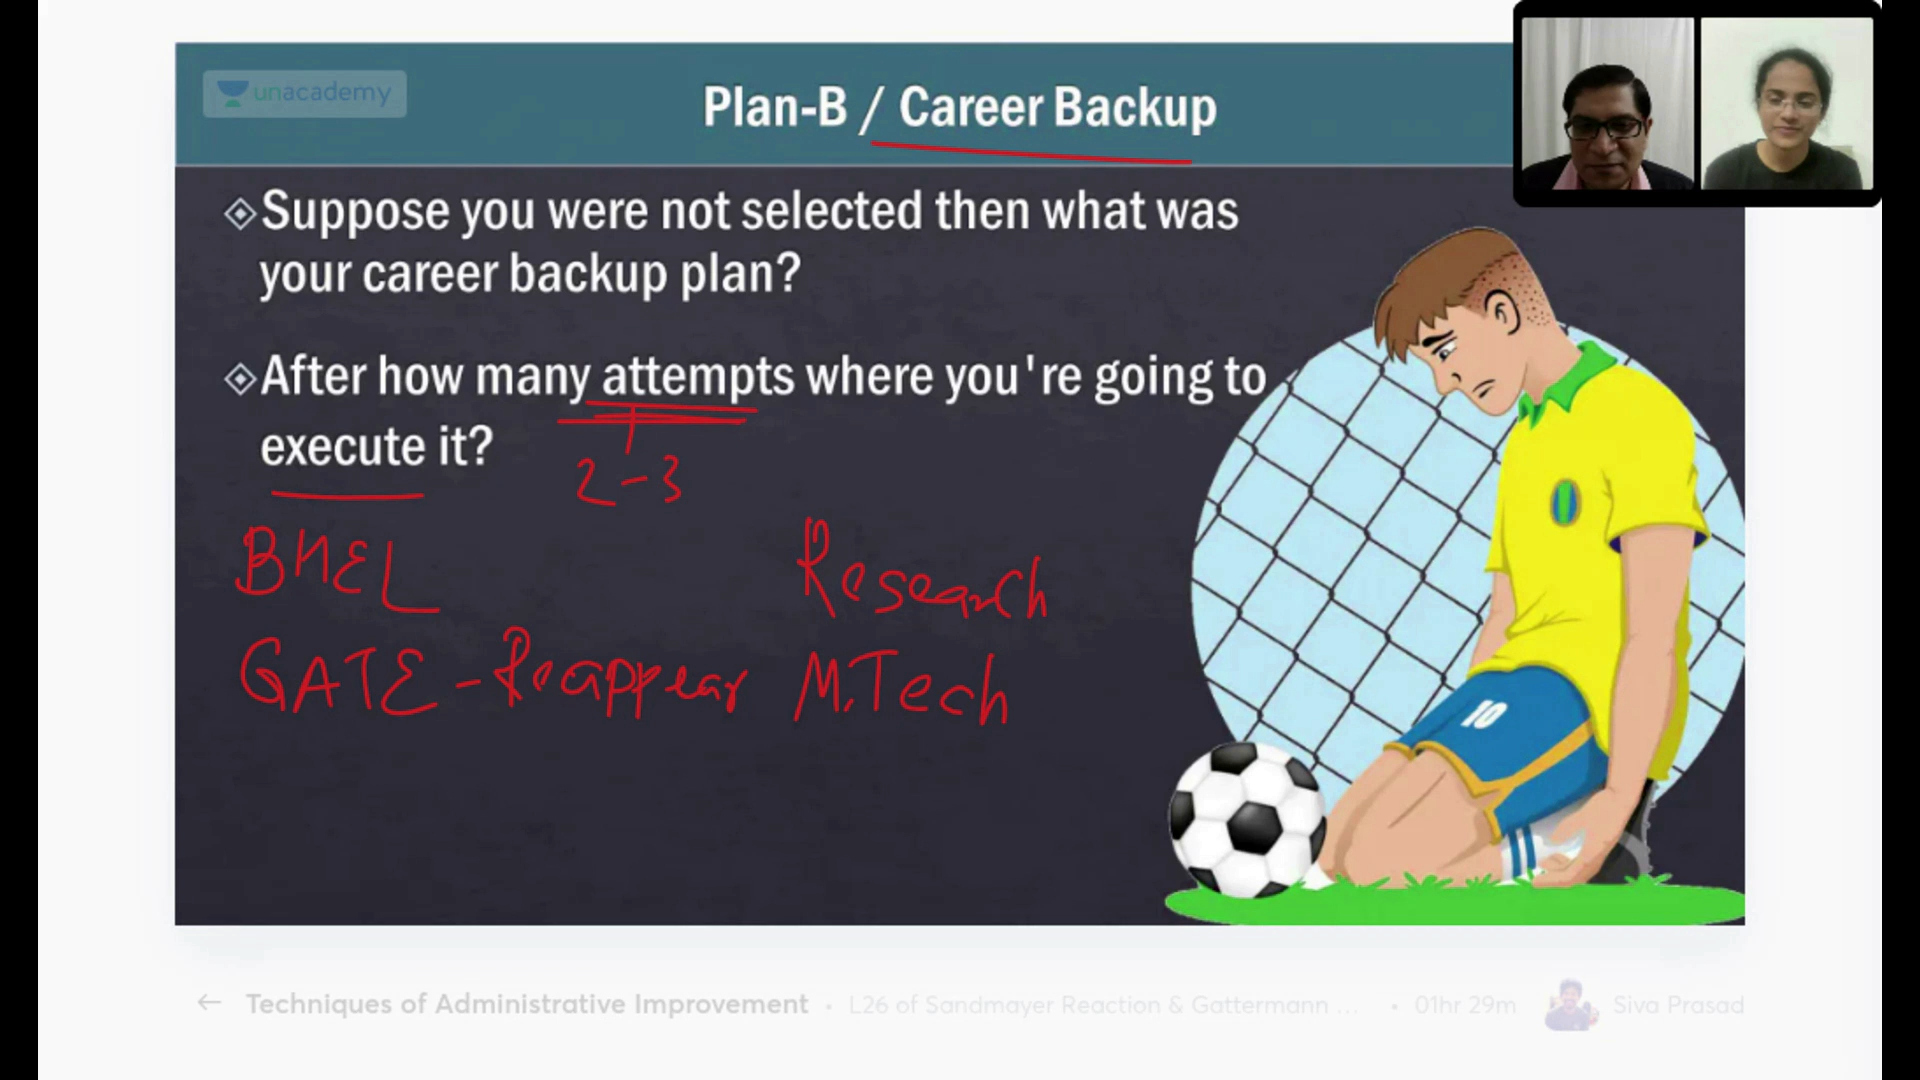 unacademy
Plan-B / Career Backup
Suppose you were not selected then what was
your career backup plan?
After how many attempts where you're going to
execute it?
2-3
BHEL
Research
GATE - Reappear
M.Tech
10
← Techniques of Administrative Improvement • L26 of Sandmayer Reaction & Gattermann ... • 01hr 29m Siva Prasad